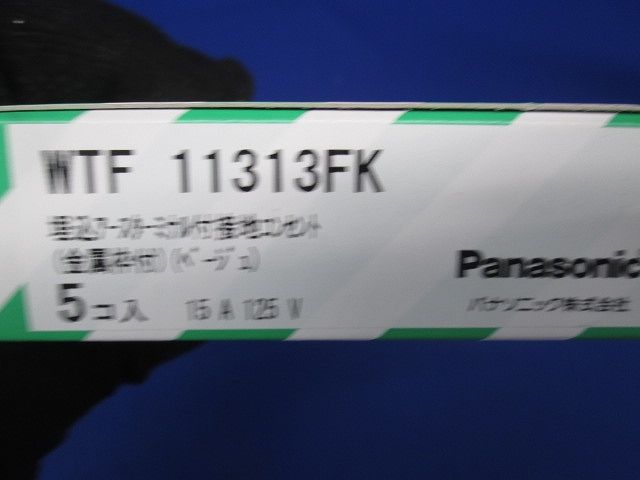 WTF 11313FK
埋込アースターミナル付接地コンセント
(金属枠付)(ベージュ)
5コ入 15A 125V
Panasonic
パナソニック株式会社